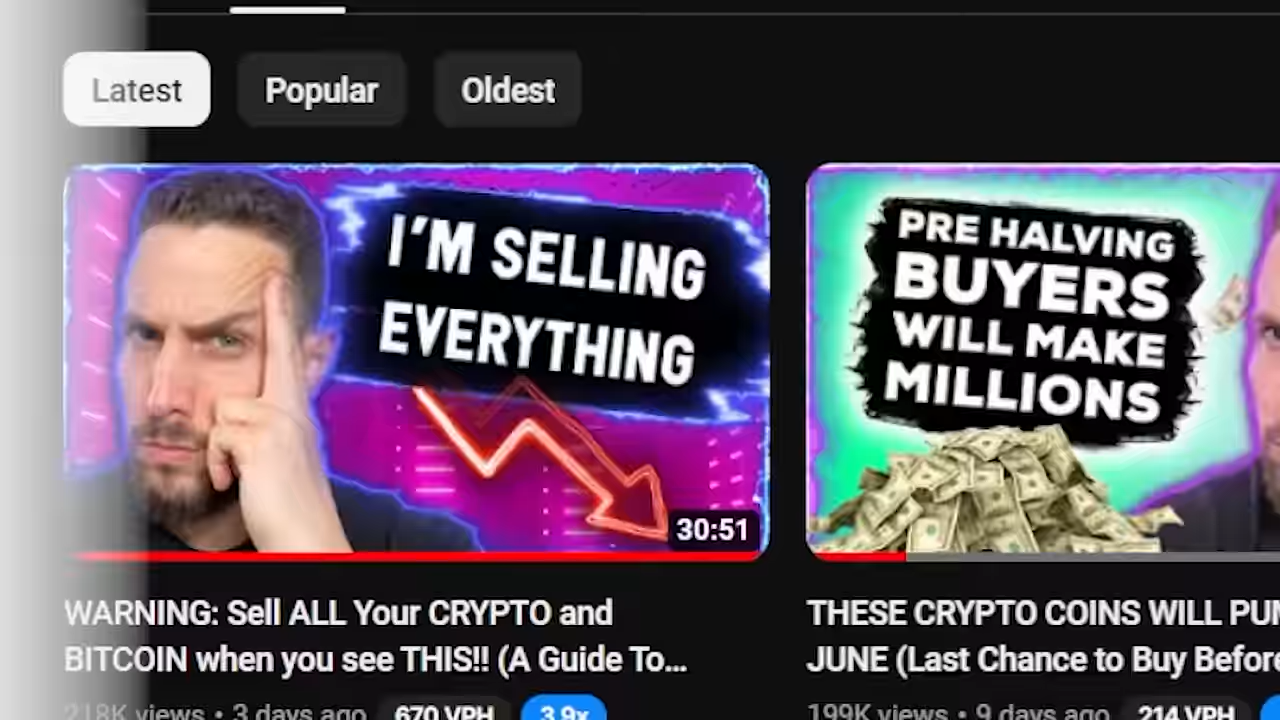 Latest Popular Oldest
I'M SELLING
EVERYTHING
30:51
PRE HALVING
BUYERS
WILL MAKE
MILLIONS
WARNING: Sell ALL Your CRYPTO and
BITCOIN when you see THIS!! (A Guide To...
218K views • 3 days ago 670 VPH 3.9x
THESE CRYPTO COINS WILL PUM
JUNE (Last Chance to Buy Before
199K views • 9 days ago 214 VPH